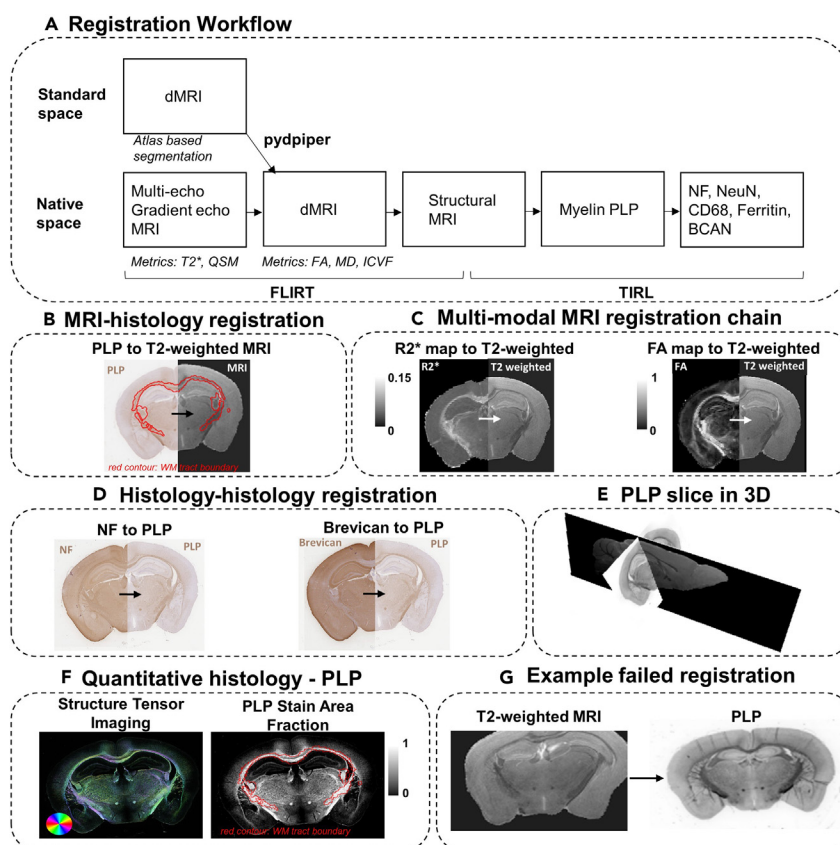 A Registration Workflow
Standard
space
dMRI
Atlas based
segmentation
pydpiper
Native
space
Multi-echo
Gradient echo
MRI
dMRI
Structural
MRI
Myelin PLP
NF, NeuN,
CD68, Ferritin,
BCAN
Metrics: T2*, QSM
Metrics: FA, MD, ICVF
FLIRT
TIRL
B MRI-histology registration
PLP to T2-weighted MRI
PLP
MRI
red contour: WM tract boundary
C Multi-modal MRI registration chain
R2* map to T2-weighted
0.15
0
R2*
T2 weighted
FA map to T2-weighted
1
0
FA
T2 weighted
D Histology-histology registration
NF to PLP
NF
PLP
Brevican to PLP
Brevican
PLP
E PLP slice in 3D
F Quantitative histology - PLP
Structure Tensor
Imaging
PLP Stain Area
Fraction
1
0
red contour: WM tract boundary
G Example failed registration
T2-weighted MRI
PLP